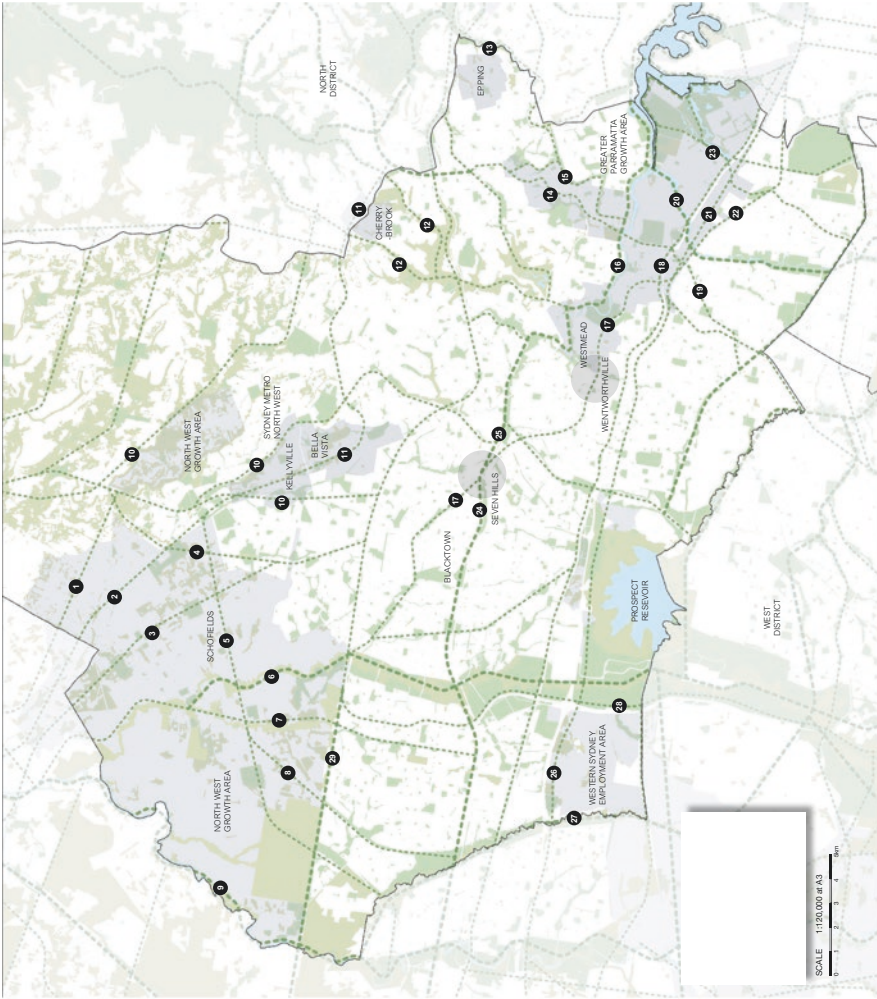 NORTH
DISTRICT
13
EPPING
GREATER
PARRAMATTA
GROWTH AREA
23
15
14
20
21
22
11
CHERRY
BROOK
12
12
16
18
19
17
WESTMEAD
WENTWORTHVILLE
NORTH WEST
GROWTH AREA
10
SYDNEY METRO
NORTH WEST
10
KELLYVILLE
BELLA
VISTA
11
10
25
17
24
SEVEN HILLS
BLACKTOWN
1
2
3
4
SCHOFIELDS
5
6
7
8
29
PROSPECT
RESEVOIR
WEST
DISTRICT
28
26
27
WESTERN SYDNEY
EMPLOYMENT AREA
NORTH WEST
GROWTH AREA
9
SCALE 1:120,000 at A3
0 1 2 3 4 5km